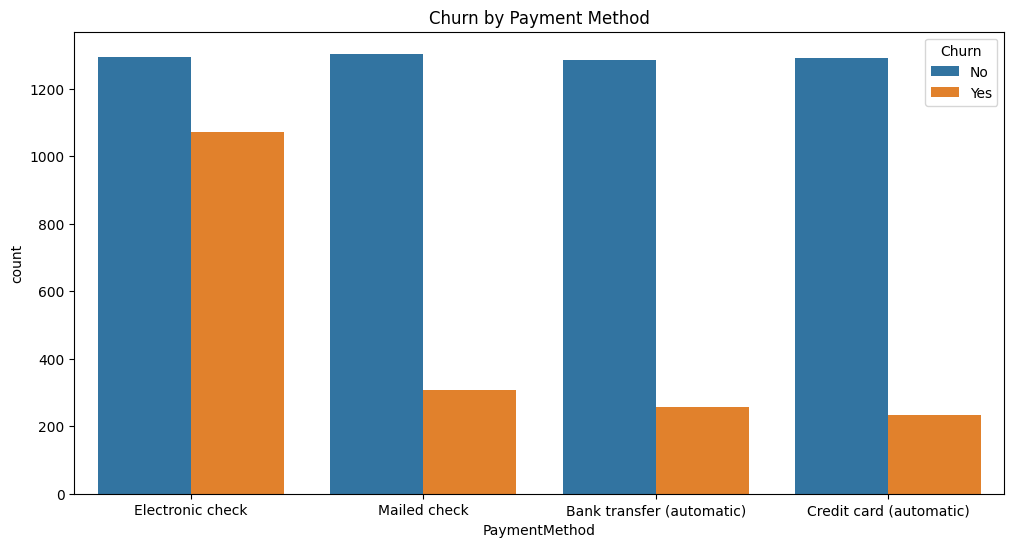 Churn by Payment Method
Churn
No
Yes
1200
1000
800
600
400
200
0
count
Electronic check
Mailed check
Bank transfer (automatic)
Credit card (automatic)
PaymentMethod